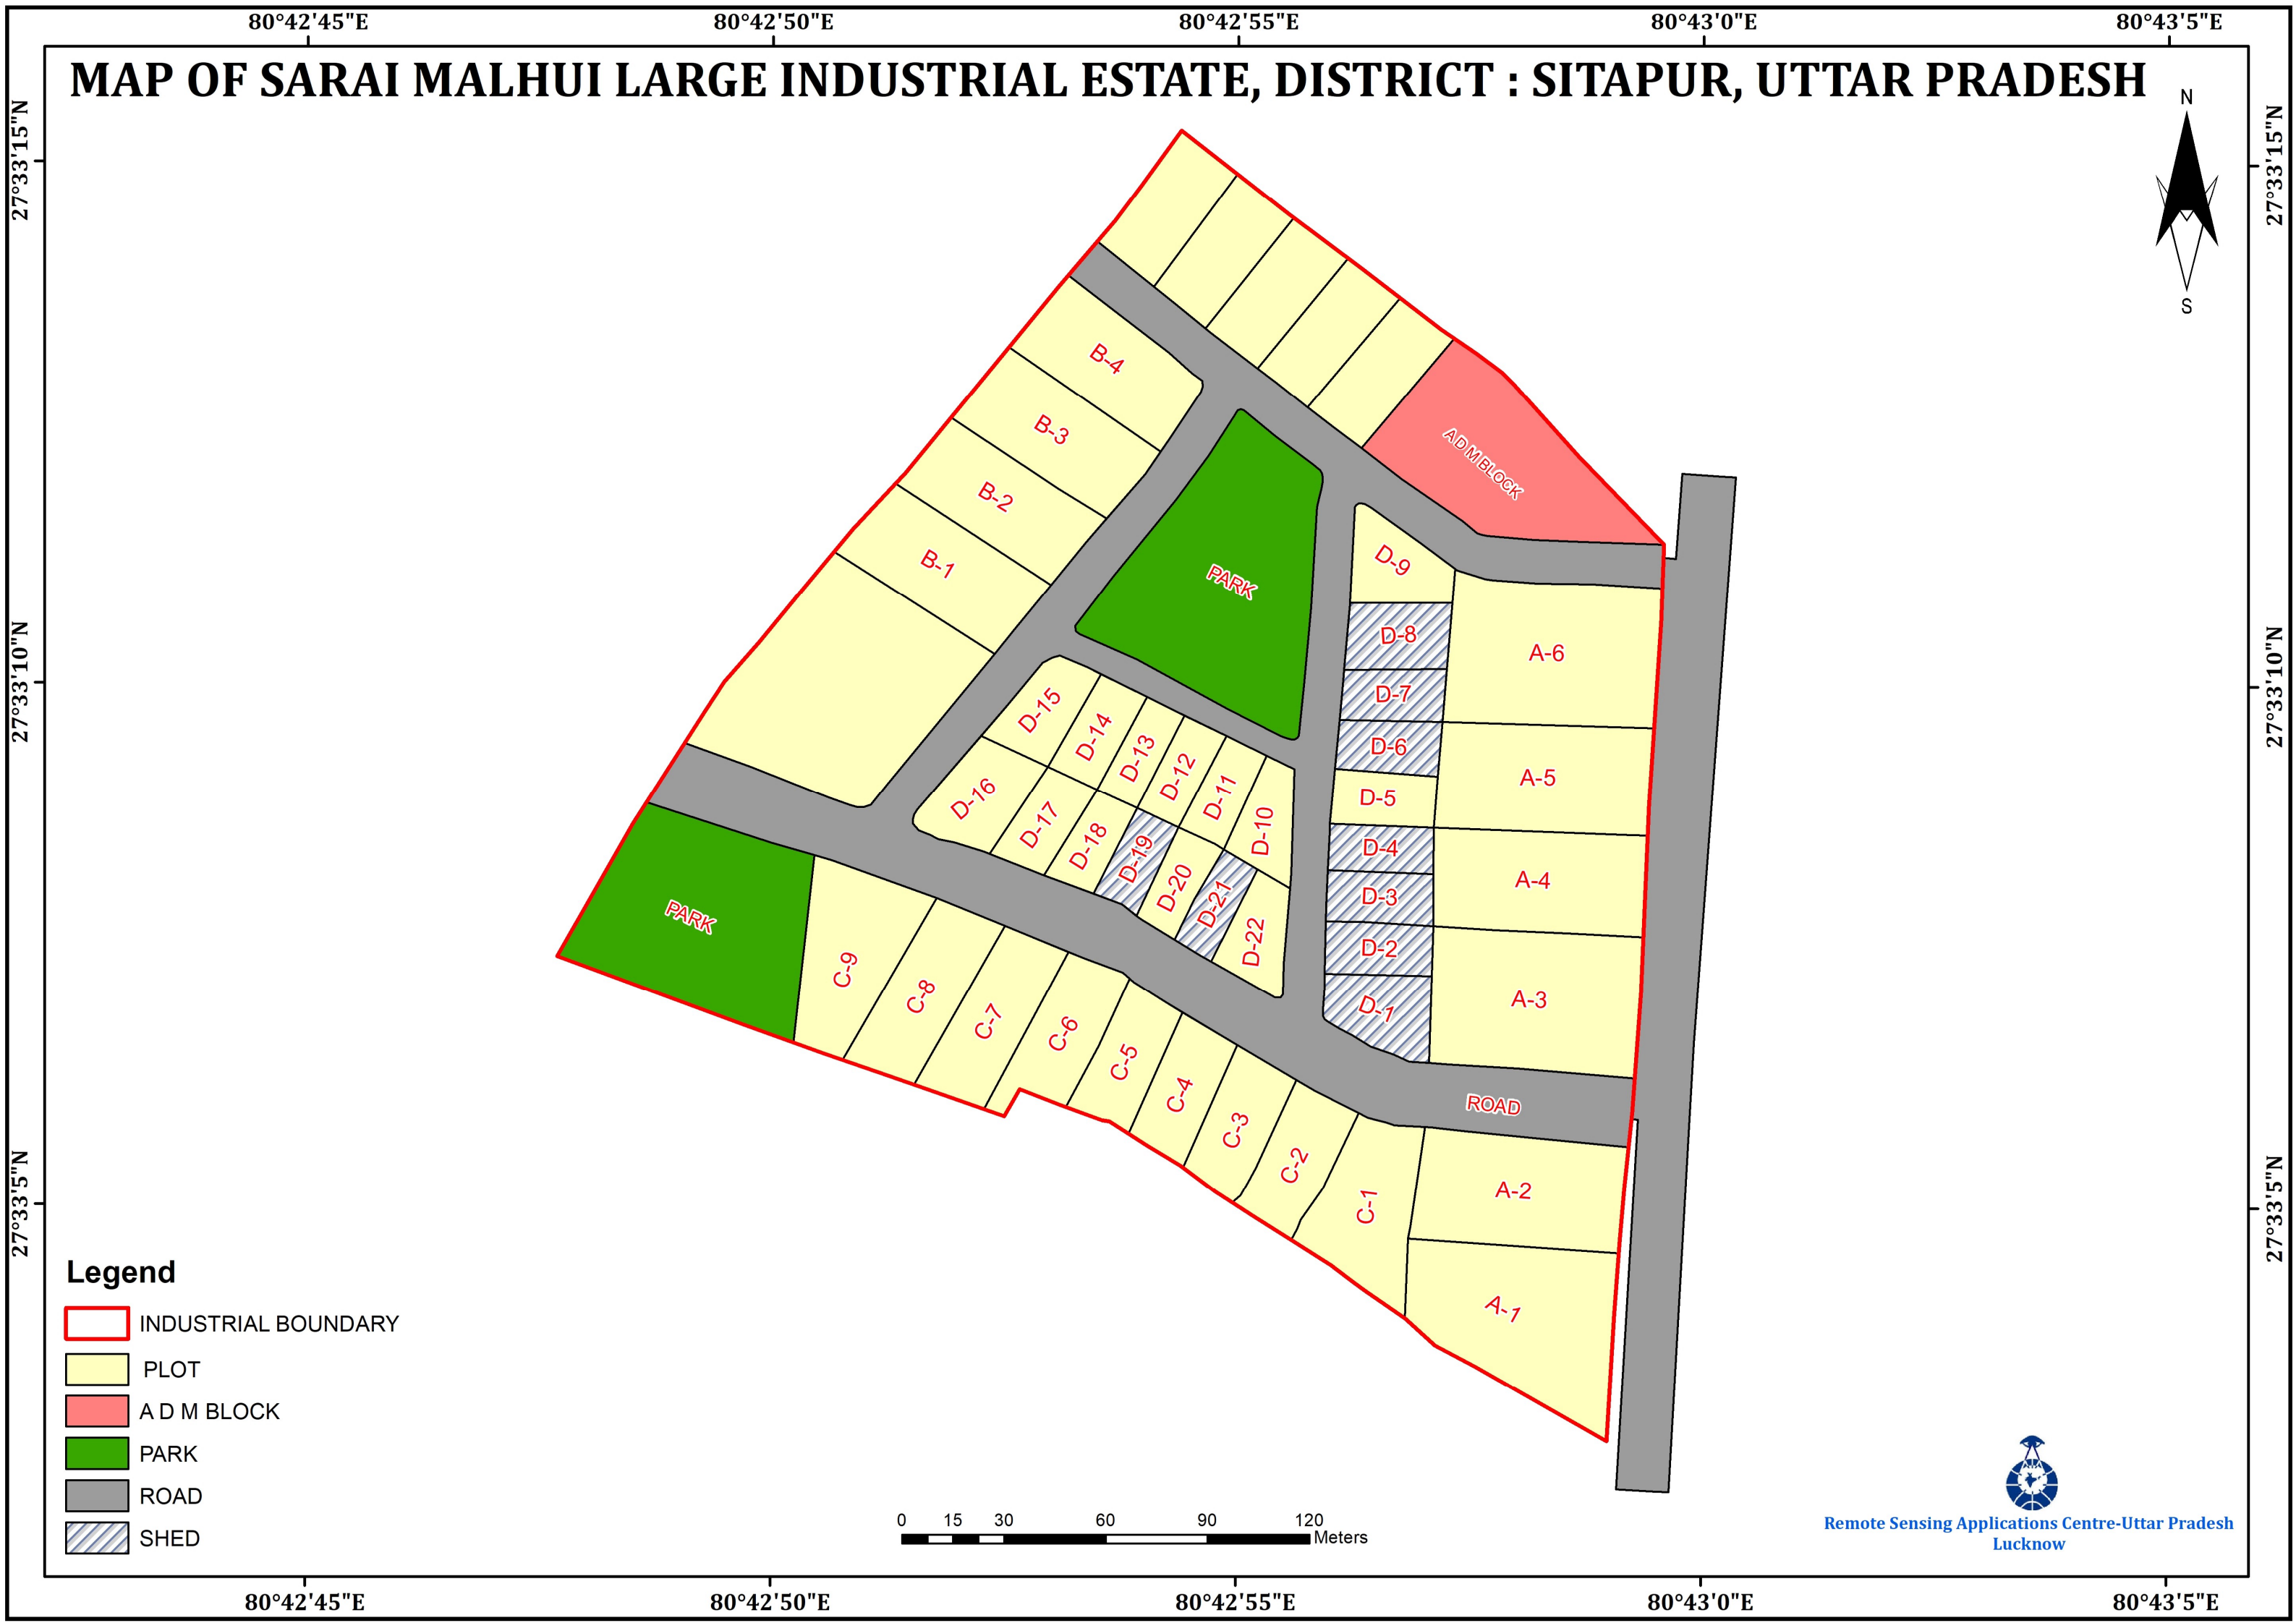 80°42'45"E 80°42'50"E 80°42'55"E 80°43'0"E 80°43'5"E
MAP OF SARAI MALHUI LARGE INDUSTRIAL ESTATE, DISTRICT : SITAPUR, UTTAR PRADESH
N
S
27°33'15"N
27°33'10"N
27°33'5"N
27°33'15"N
27°33'10"N
27°33'5"N
B-4
B-3
B-2
B-1
A D M BLOCK
PARK
D-9
D-8
D-7
D-6
D-5
D-4
D-3
D-2
D-1
A-6
A-5
A-4
A-3
D-15
D-14
D-13
D-12
D-11
D-10
D-16
D-17
D-18
D-19
D-20
D-21
D-22
PARK
C-9
C-8
C-7
C-6
C-5
C-4
C-3
C-2
C-1
ROAD
A-2
A-1
Legend
INDUSTRIAL BOUNDARY
PLOT
A D M BLOCK
PARK
ROAD
SHED
0 15 30 60 90 120
Meters
Remote Sensing Applications Centre-Uttar Pradesh
Lucknow
80°42'45"E 80°42'50"E 80°42'55"E 80°43'0"E 80°43'5"E